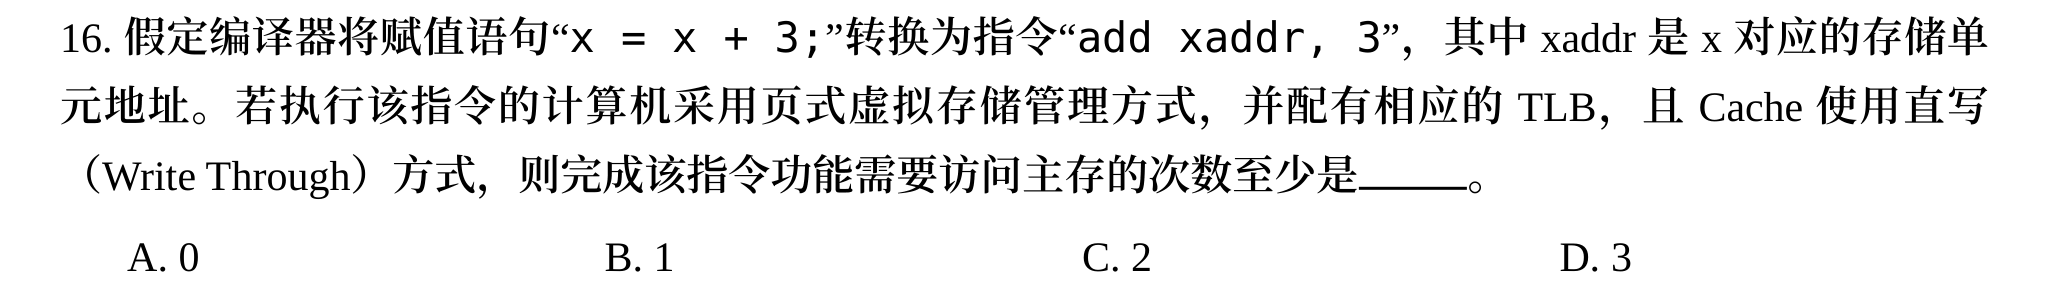 16. 假定编译器将赋值语句“x = x + 3;”转换为指令“add xaddr, 3”，其中 xaddr 是 x 对应的存储单
元地址。若执行该指令的计算机采用页式虚拟存储管理方式，并配有相应的 TLB，且 Cache 使用直写
（Write Through）方式，则完成该指令功能需要访问主存的次数至少是_____。
A. 0 B. 1 C. 2 D. 3